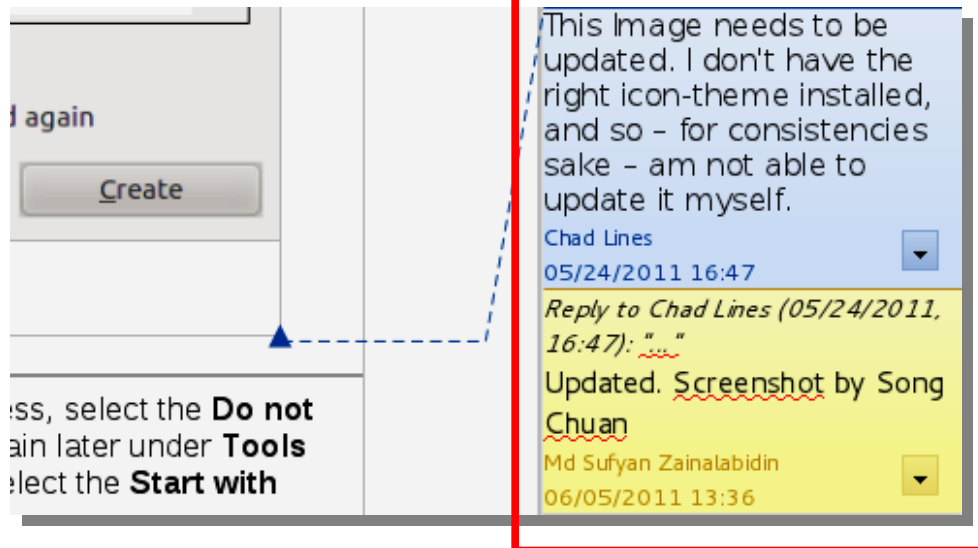 d again
Create
ess, select the Do not
ain later under Tools
elect the Start with
This Image needs to be
updated. I don't have the
right icon-theme installed,
and so – for consistencies
sake – am not able to
update it myself.
Chad Lines
05/24/2011 16:47
Reply to Chad Lines (05/24/2011,
16:47): "..."
Updated. Screenshot by Song
Chuan
Md Sufyan Zainalabidin
06/05/2011 13:36